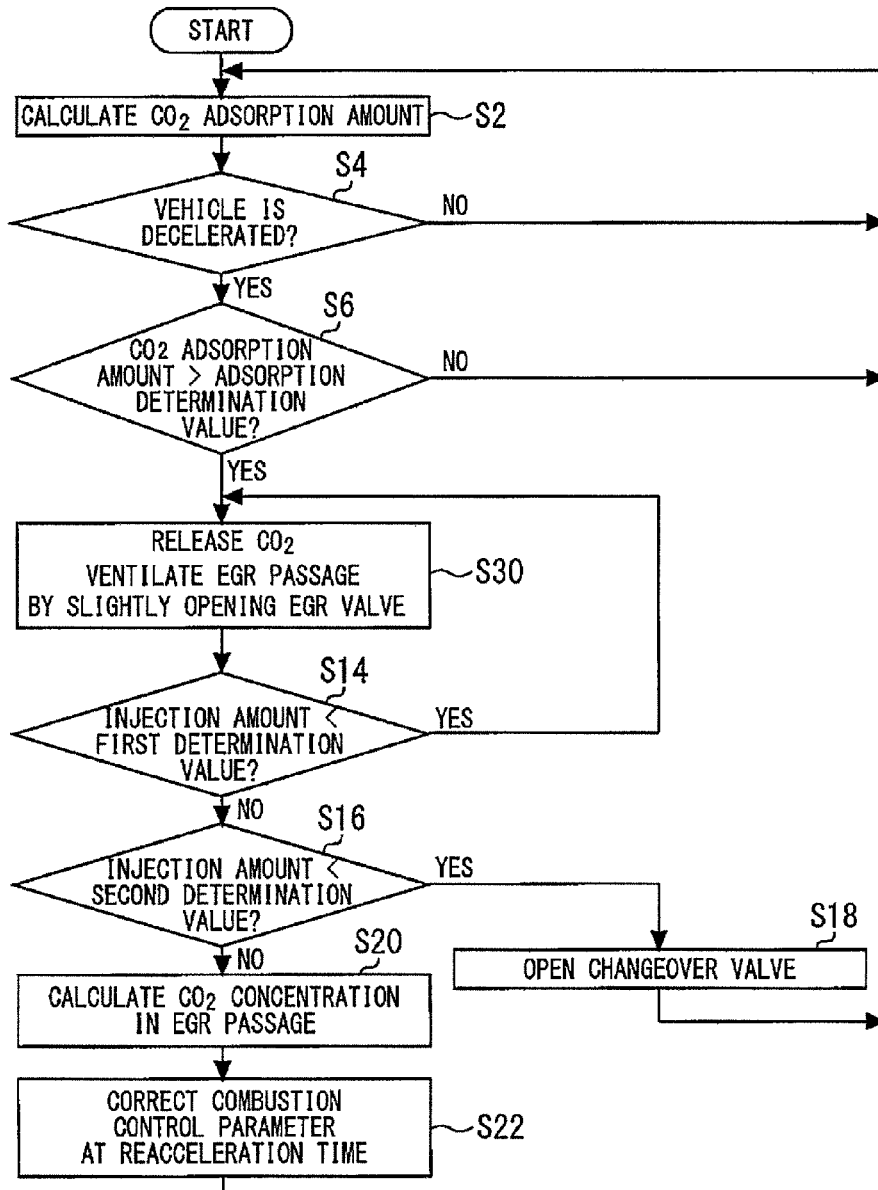 START
CALCULATE CO₂ ADSORPTION AMOUNT
S2
S4
VEHICLE IS
DECELERATED?
NO
YES
S6
CO₂ ADSORPTION
AMOUNT > ADSORPTION
DETERMINATION
VALUE?
NO
YES
RELEASE CO₂
VENTILATE EGR PASSAGE
BY SLIGHTLY OPENING EGR VALVE
S30
S14
INJECTION AMOUNT <
FIRST DETERMINATION
VALUE?
YES
NO
S16
INJECTION AMOUNT <
SECOND DETERMINATION
VALUE?
YES
NO
S18
OPEN CHANGEOVER VALVE
S20
CALCULATE CO₂ CONCENTRATION
IN EGR PASSAGE
CORRECT COMBUSTION
CONTROL PARAMETER
AT REACCELERATION TIME
S22